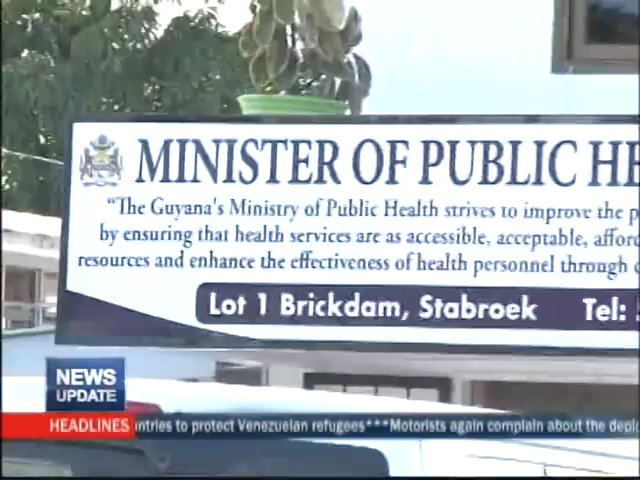 MINISTER OF PUBLIC HE
"The Guyana's Ministry of Public Health strives to improve the p
by ensuring that health services are as accessible, acceptable, afford
resources and enhance the effectiveness of health personnel through
Lot 1 Brickdam, Stabroek Tel:
NEWS
UPDATE
HEADLINES ntries to protect Venezuelan refugees***Motorists again complain about the depl